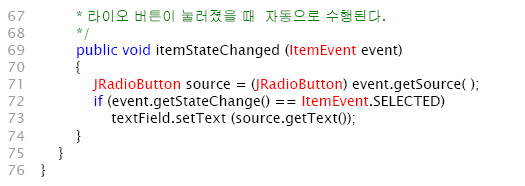 67 * 라이오 버튼이 눌러졌을 때  자동으로 수행된다.
68 */
69 public void itemStateChanged (ItemEvent event)
70 {
71 JRadioButton source = (JRadioButton) event.getSource( );
72 if (event.getStateChange() == ItemEvent.SELECTED)
73 textField.setText (source.getText());
74 }
75 }
76 }